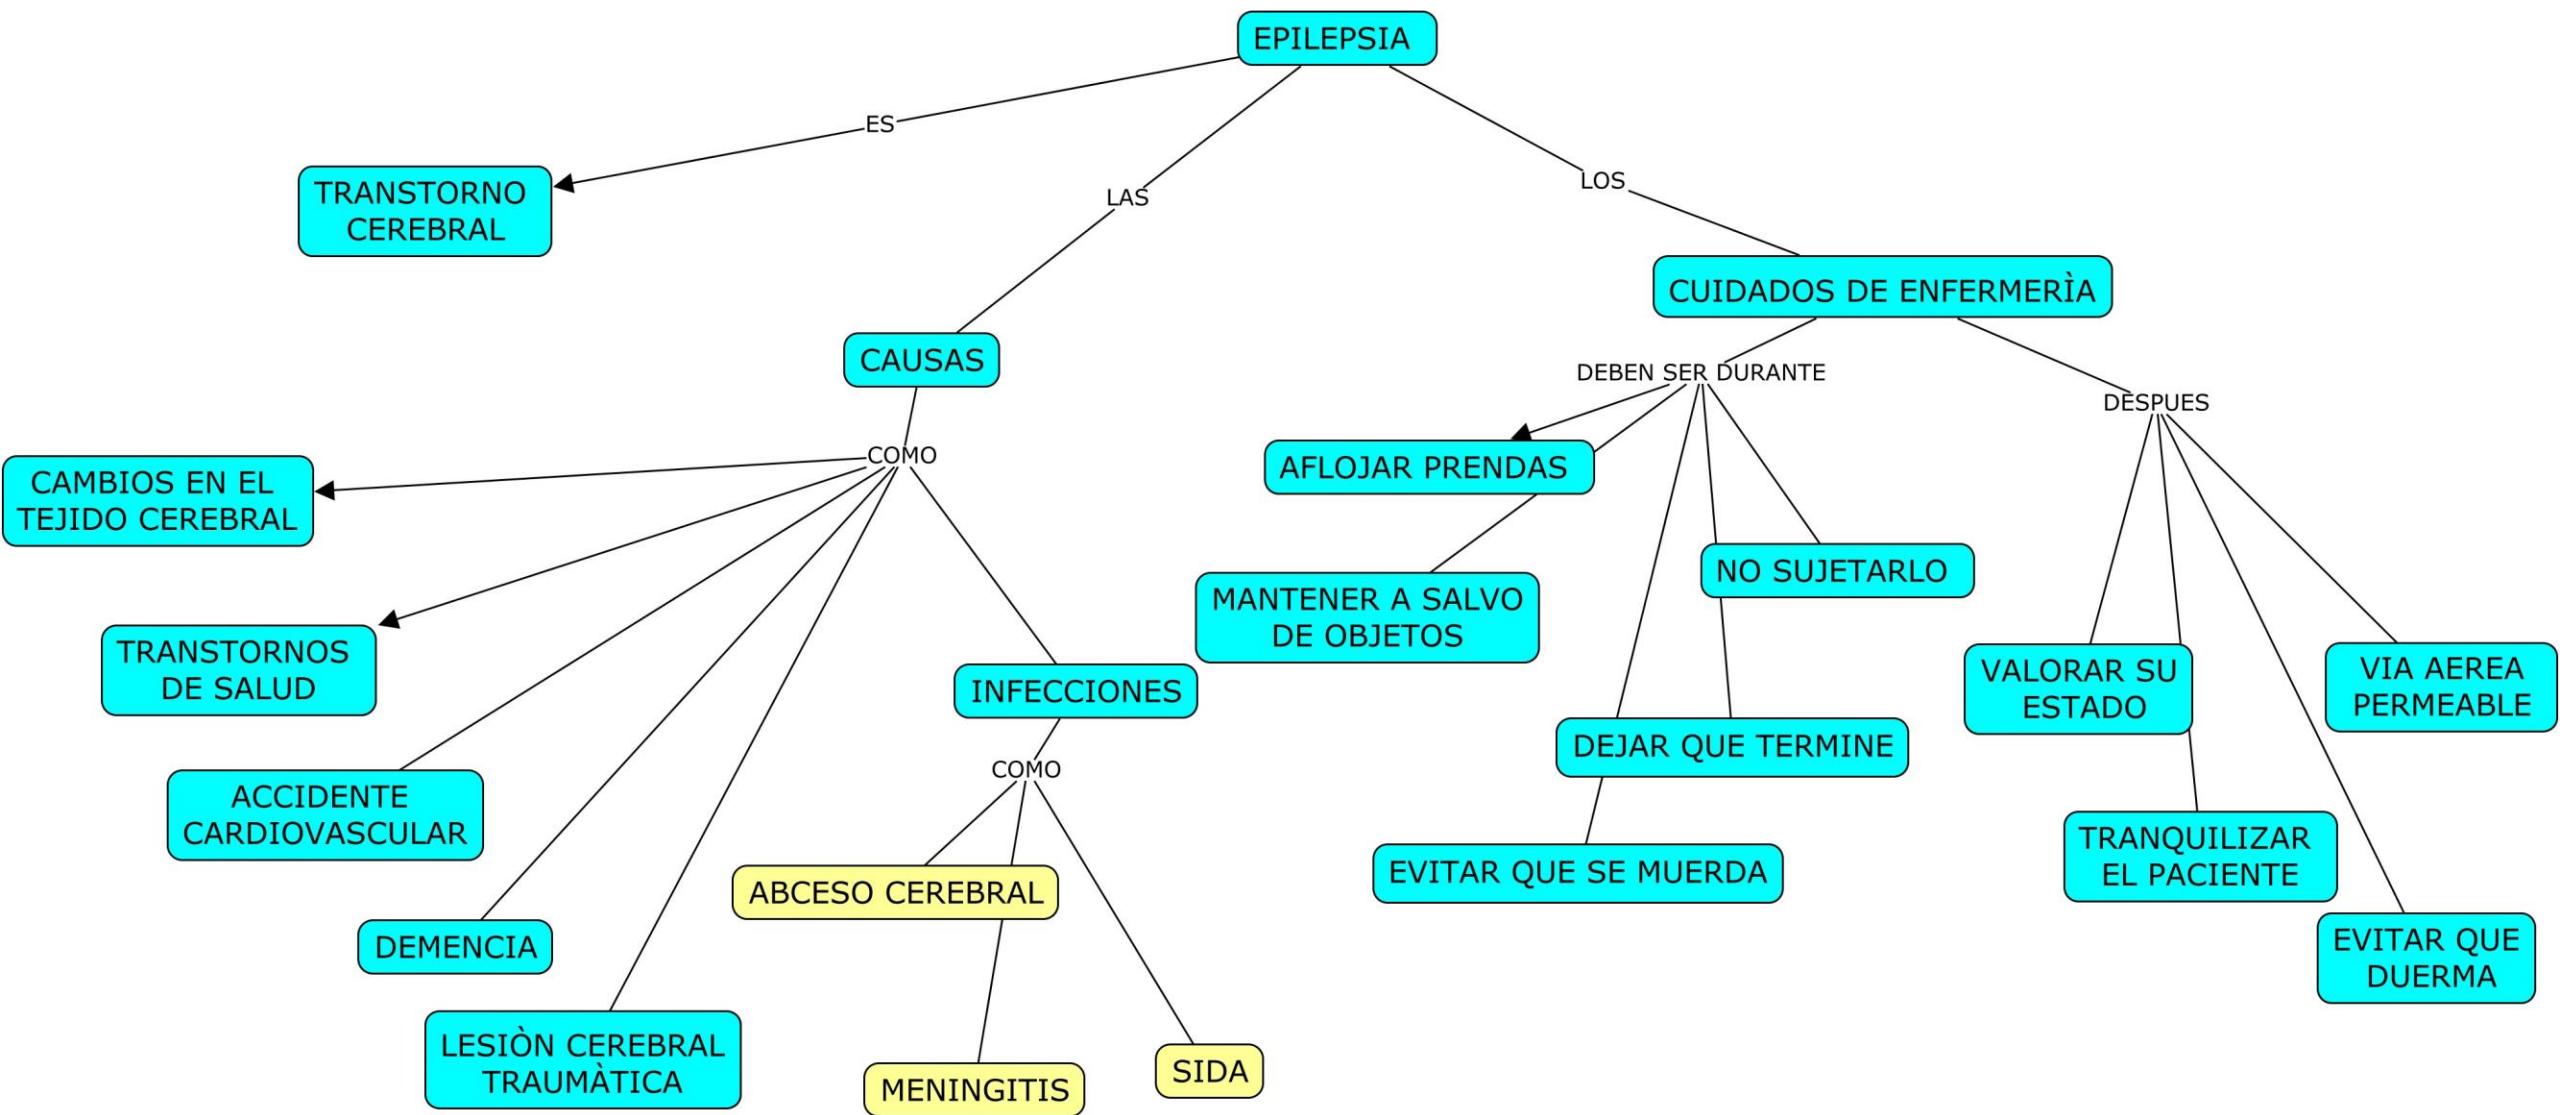 EPILEPSIA
ES
LAS
LOS
TRANSTORNO
CEREBRAL
CUIDADOS DE ENFERMERÌA
CAUSAS
DEBEN SER DURANTE
DESPUES
COMO
AFLOJAR PRENDAS
CAMBIOS EN EL
TEJIDO CEREBRAL
NO SUJETARLO
MANTENER A SALVO
DE OBJETOS
TRANSTORNOS
DE SALUD
INFECCIONES
VALORAR SU
ESTADO
VIA AEREA
PERMEABLE
DEJAR QUE TERMINE
COMO
ACCIDENTE
CARDIOVASCULAR
TRANQUILIZAR
EL PACIENTE
EVITAR QUE SE MUERDA
ABCESO CEREBRAL
DEMENCIA
EVITAR QUE
DUERMA
LESIÒN CEREBRAL
TRAUMÀTICA
SIDA
MENINGITIS